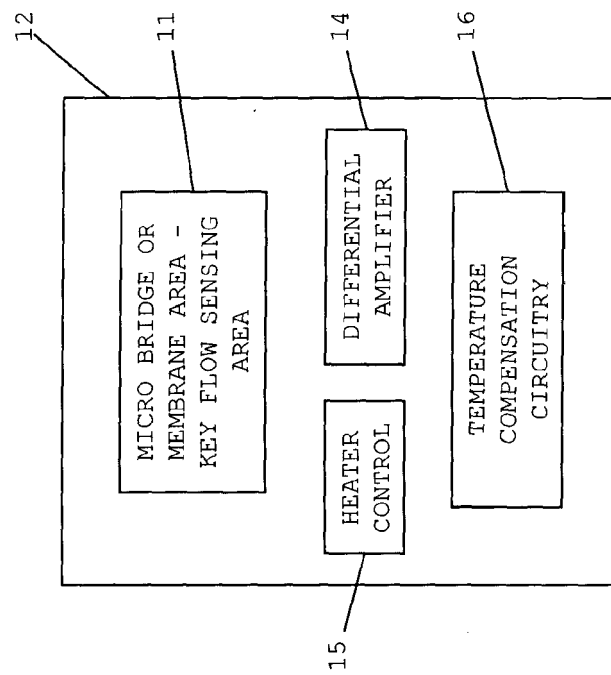 12
MICRO BRIDGE OR
MEMBRANE AREA -
KEY FLOW SENSING
AREA
11
HEATER
CONTROL
15
DIFFERENTIAL
AMPLIFIER
14
TEMPERATURE
COMPENSATION
CIRCUITRY
16